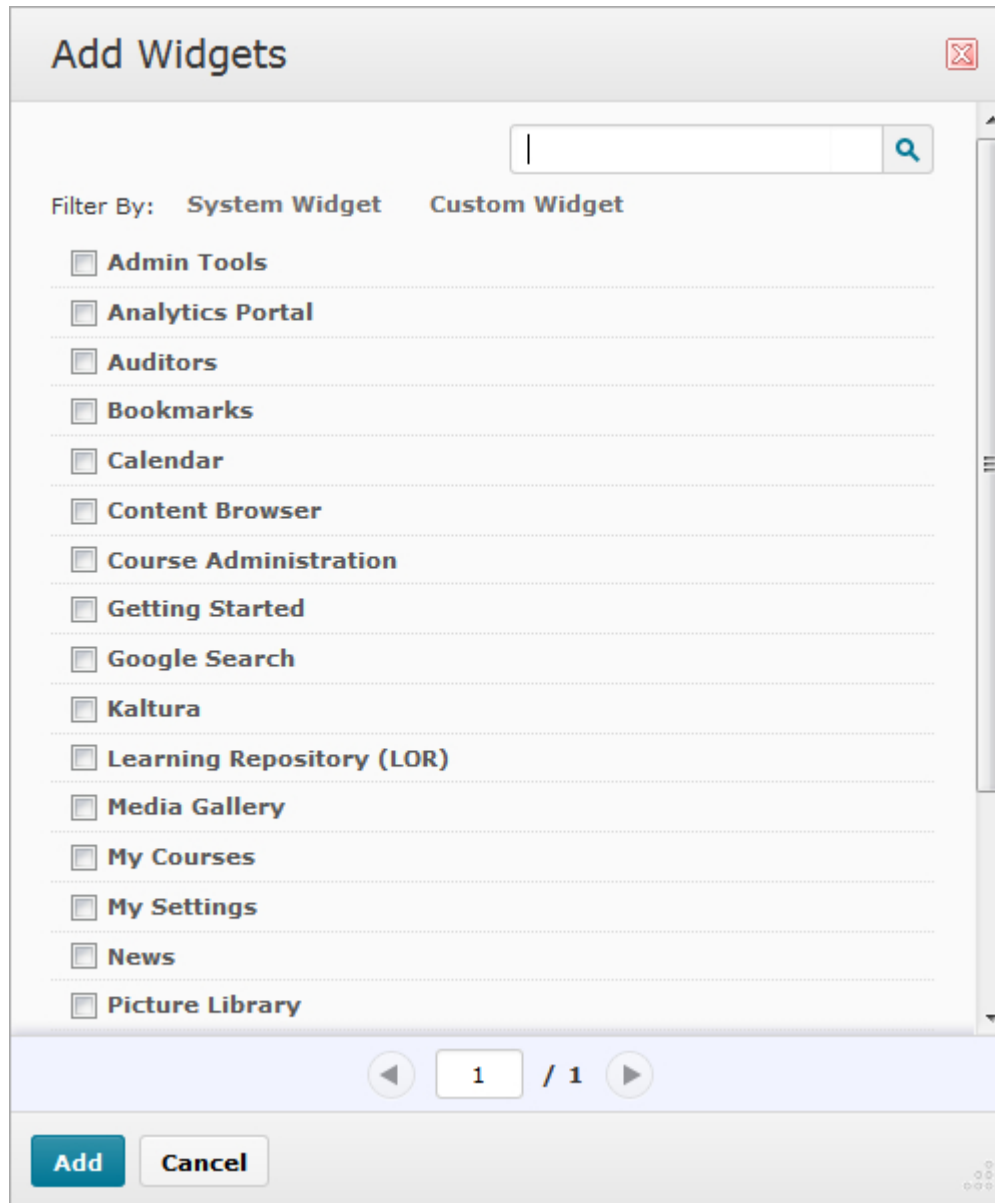 Add Widgets
Filter By: System Widget Custom Widget
Admin Tools
Analytics Portal
Auditors
Bookmarks
Calendar
Content Browser
Course Administration
Getting Started
Google Search
Kaltura
Learning Repository (LOR)
Media Gallery
My Courses
My Settings
News
Picture Library
1 / 1
Add Cancel